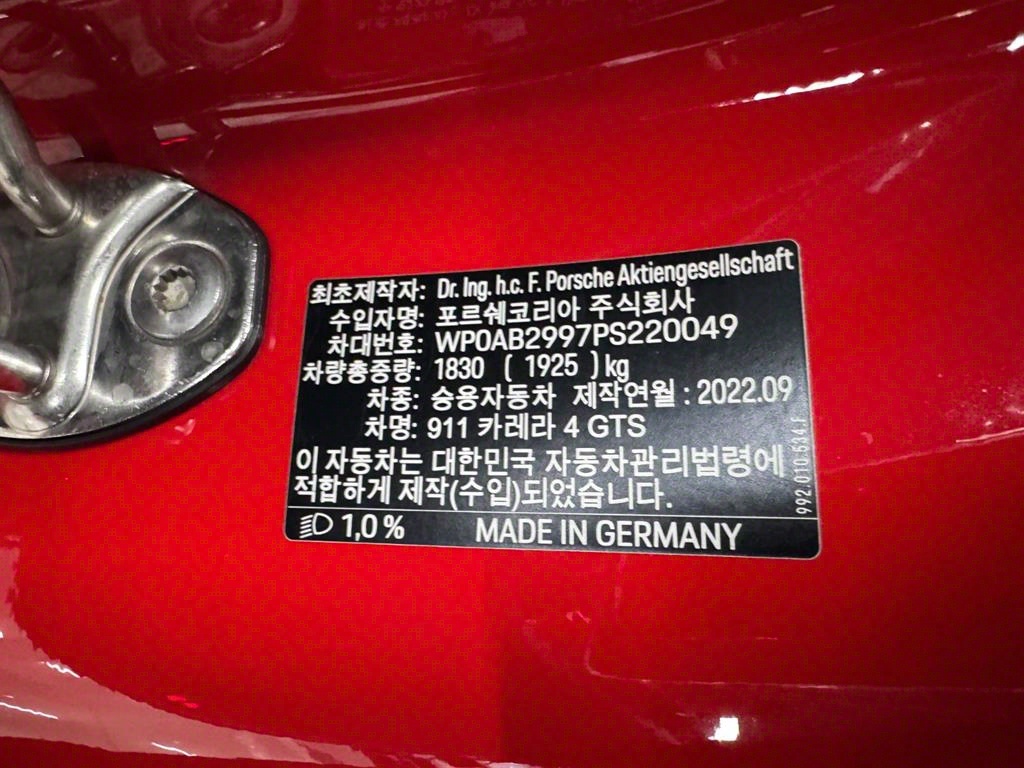 최초제작자: Dr. Ing. h.c. F. Porsche Aktiengesellschaft
수입자명: 포르쉐코리아 주식회사
차대번호: WP0AB2997PS220049
차량총중량: 1830 ( 1925 ) kg
차종: 승용자동차 제작연월 : 2022.09
차명: 911 카레라 4 GTS
이 자동차는 대한민국 자동차관리법령에
적합하게 제작(수입)되었습니다.
1,0 % MADE IN GERMANY
992.010.534.F